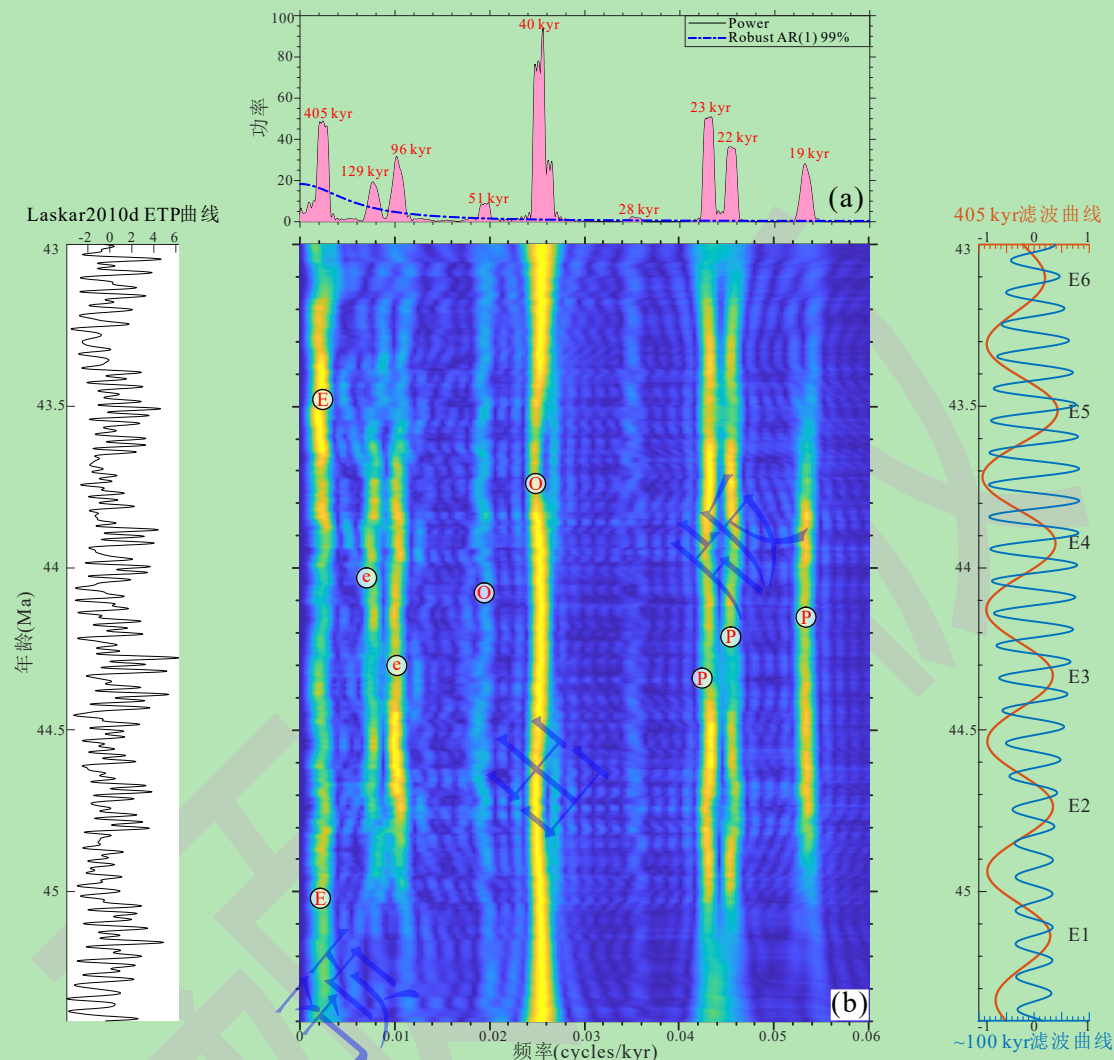 功率
100
80
60
40
20
0
405 kyr
129 kyr
96 kyr
51 kyr
40 kyr
28 kyr
23 kyr
22 kyr
19 kyr
Power
Robust AR(1) 99%
(a)
Laskar2010d ETP曲线
-2 0 2 4 6
43
43.5
44
44.5
45
年龄(Ma)
E
O
e
O
P
P
e
P
E
(b)
0 0.01 0.02 0.03 0.04 0.05 0.06
频率(cycles/kyr)
405 kyr滤波曲线
-1 0 1
43
43.5
44
44.5
45
E6
E5
E4
E3
E2
E1
-1 0 1
~100 kyr滤波曲线